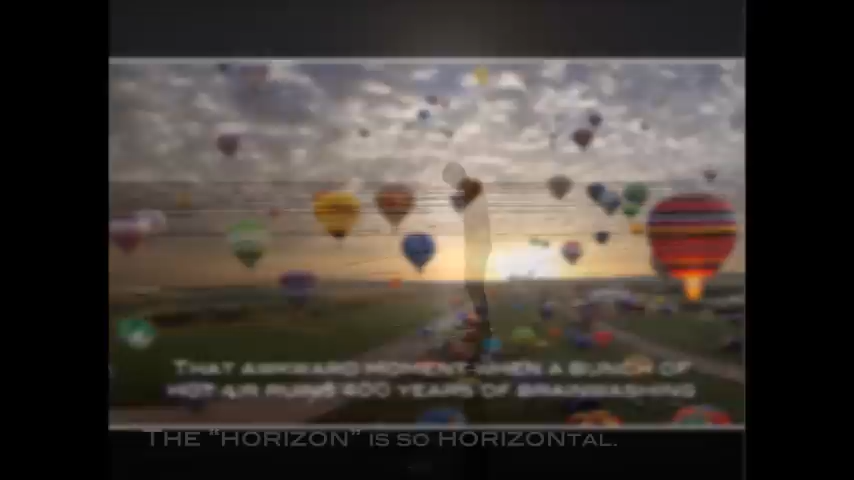 THAT AWKWARD MOMENT WHEN A BUNCH OF
HOT AIR RUINS 400 YEARS OF BRAINWASHING
THE “HORIZON” IS SO HORIZONTAL.